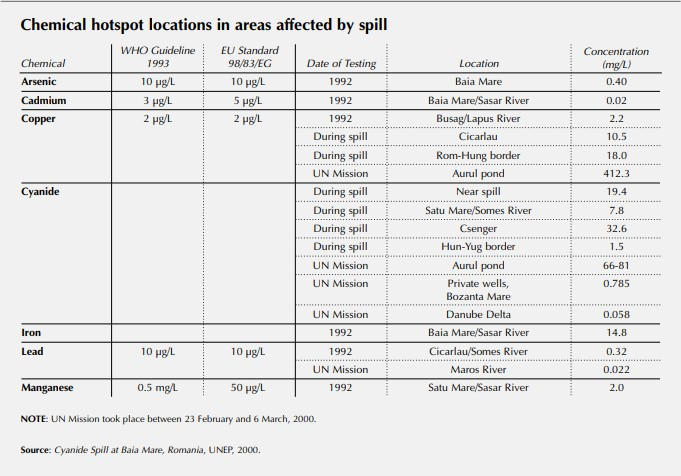 Chemical hotspot locations in areas affected by spill
WHO Guideline EU Standard Concentration
Chemical 1993 98/83/EG Date of Testing Location (mg/L)
Arsenic 10 µg/L 10 µg/L 1992 Baia Mare 0.40
Cadmium 3 µg/L 5 µg/L 1992 Baia Mare/Sasar River 0.02
Copper 2 µg/L 2 µg/L 1992 Busag/Lapus River 2.2
During spill Cicarlau 10.5
During spill Rom-Hung border 18.0
UN Mission Aurul pond 412.3
Cyanide During spill Near spill 19.4
During spill Satu Mare/Somes River 7.8
During spill Csenger 32.6
During spill Hun-Yug border 1.5
UN Mission Aurul pond 66-81
UN Mission Private wells, 0.785
Bozanta Mare
UN Mission Danube Delta 0.058
Iron 1992 Baia Mare/Sasar River 14.8
Lead 10 µg/L 10 µg/L 1992 Cicarlau/Somes River 0.32
UN Mission Maros River 0.022
Manganese 0.5 mg/L 50 µg/L 1992 Satu Mare/Sasar River 2.0
NOTE: UN Mission took place between 23 February and 6 March, 2000.
Source: Cyanide Spill at Baia Mare, Romania, UNEP, 2000.